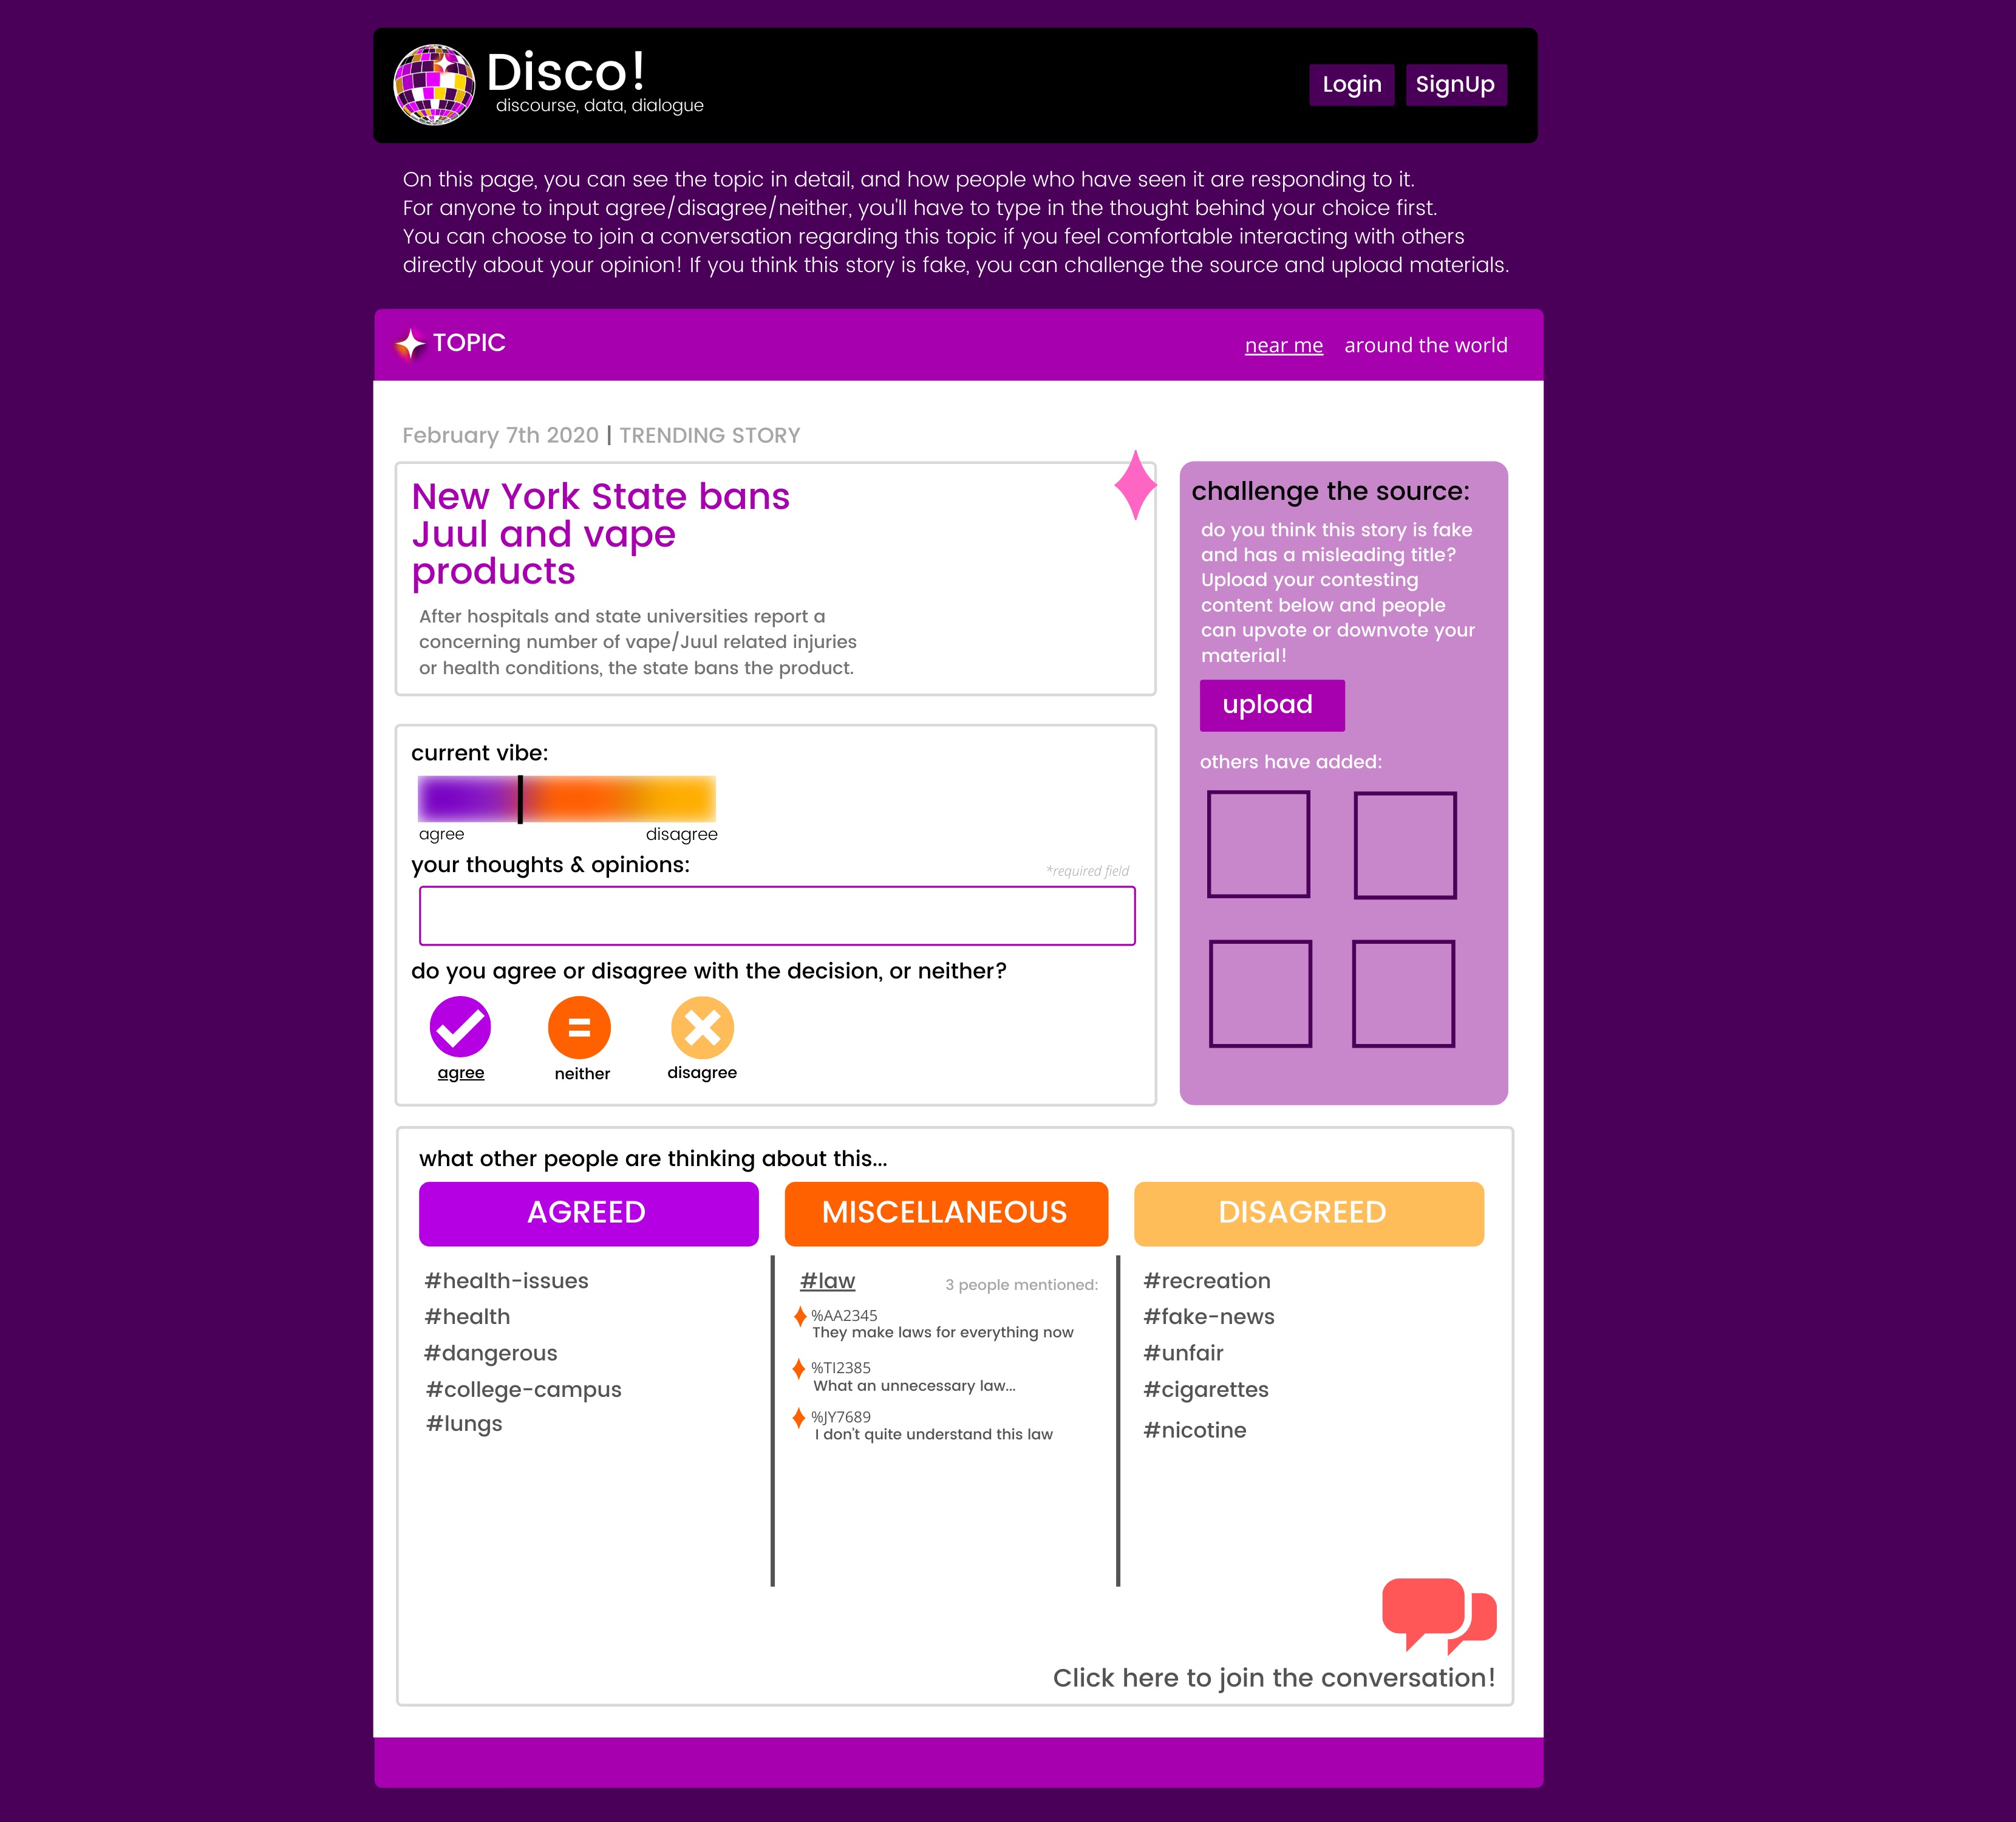 Disco!
discourse, data, dialogue
Login
SignUp
On this page, you can see the topic in detail, and how people who have seen it are responding to it.
For anyone to input agree/disagree/neither, you'll have to type in the thought behind your choice first.
You can choose to join a conversation regarding this topic if you feel comfortable interacting with others
directly about your opinion! If you think this story is fake, you can challenge the source and upload materials.
TOPIC
near me
around the world
February 7th 2020 | TRENDING STORY
New York State bans
Juul and vape
products
After hospitals and state universities report a
concerning number of vape/Juul related injuries
or health conditions, the state bans the product.
challenge the source:
do you think this story is fake
and has a misleading title?
Upload your contesting
content below and people
can upvote or downvote your
material!
upload
others have added:
current vibe:
agree
disagree
your thoughts & opinions:
*required field
do you agree or disagree with the decision, or neither?
agree
neither
disagree
what other people are thinking about this...
AGREED
#health-issues
#health
#dangerous
#college-campus
#lungs
MISCELLANEOUS
#law
3 people mentioned:
%AA2345
They make laws for everything now
%TI2385
What an unnecessary law...
%JY7689
I don't quite understand this law
DISAGREED
#recreation
#fake-news
#unfair
#cigarettes
#nicotine
Click here to join the conversation!